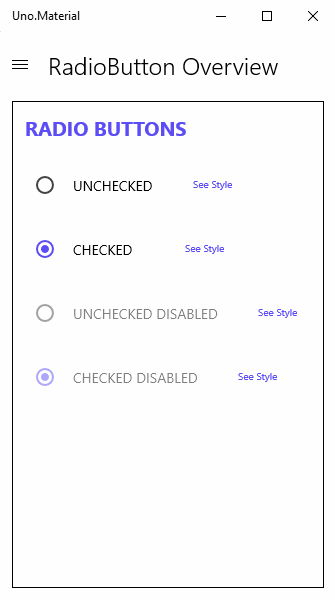 Uno.Material
RadioButton Overview
RADIO BUTTONS
UNCHECKED See Style
CHECKED See Style
UNCHECKED DISABLED See Style
CHECKED DISABLED See Style